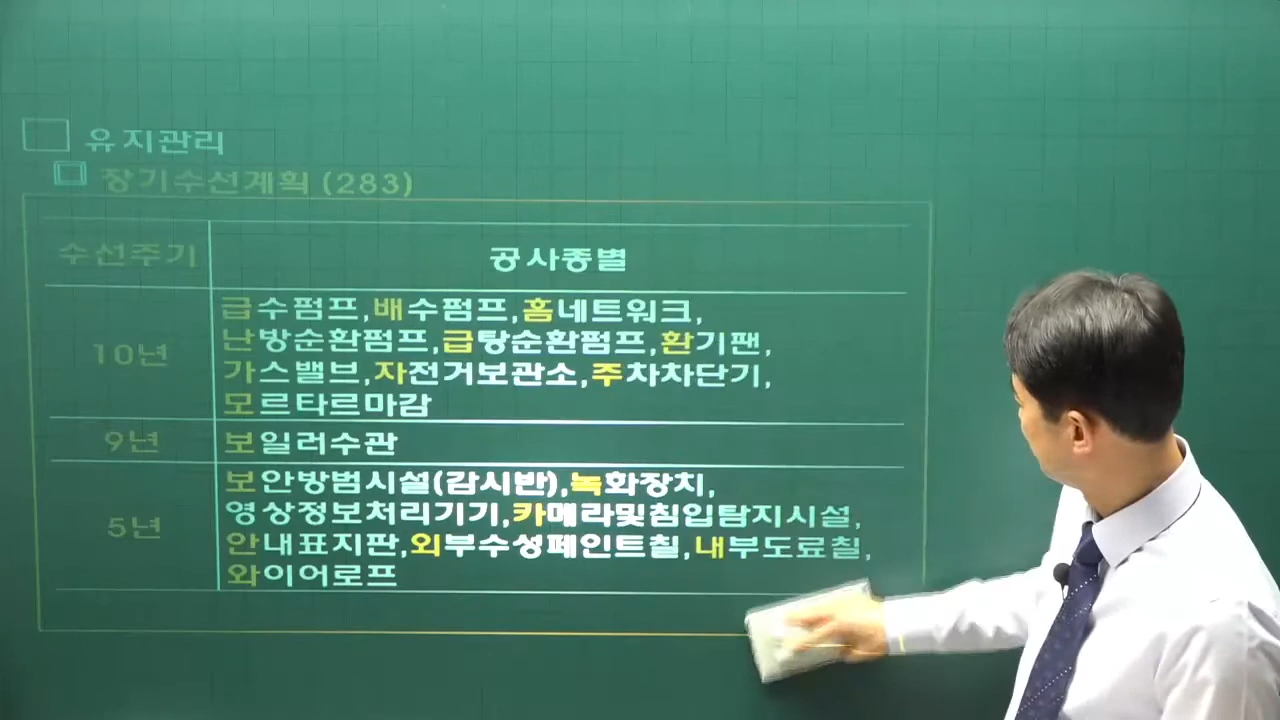 유지관리
장기수선계획 (283)
수선주기 공사종별
10년
급수펌프,배수펌프,홈네트워크,
난방순환펌프,급탕순환펌프,환기팬,
가스밸브,자전거보관소,주차차단기,
모르타르마감
9년 보일러수관
5년
보안방범시설(감시반),녹화장치,
영상정보처리기기,카메라및침입탐지시설,
안내표지판,외부수성페인트칠,내부도료칠,
와이어로프